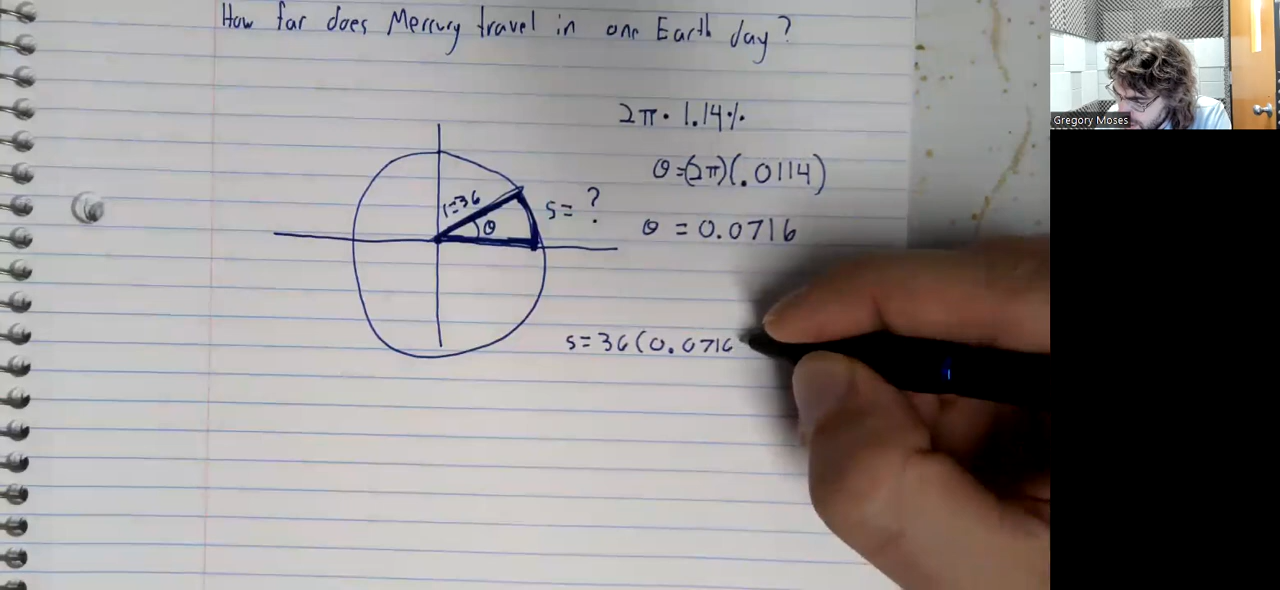 How far does Mercury travel in one Earth day?
2π · 1.14%
θ=(2π)(.0114)
r=36
θ
s= ?
θ = 0.0716
s=36(0.0716
Gregory Moses